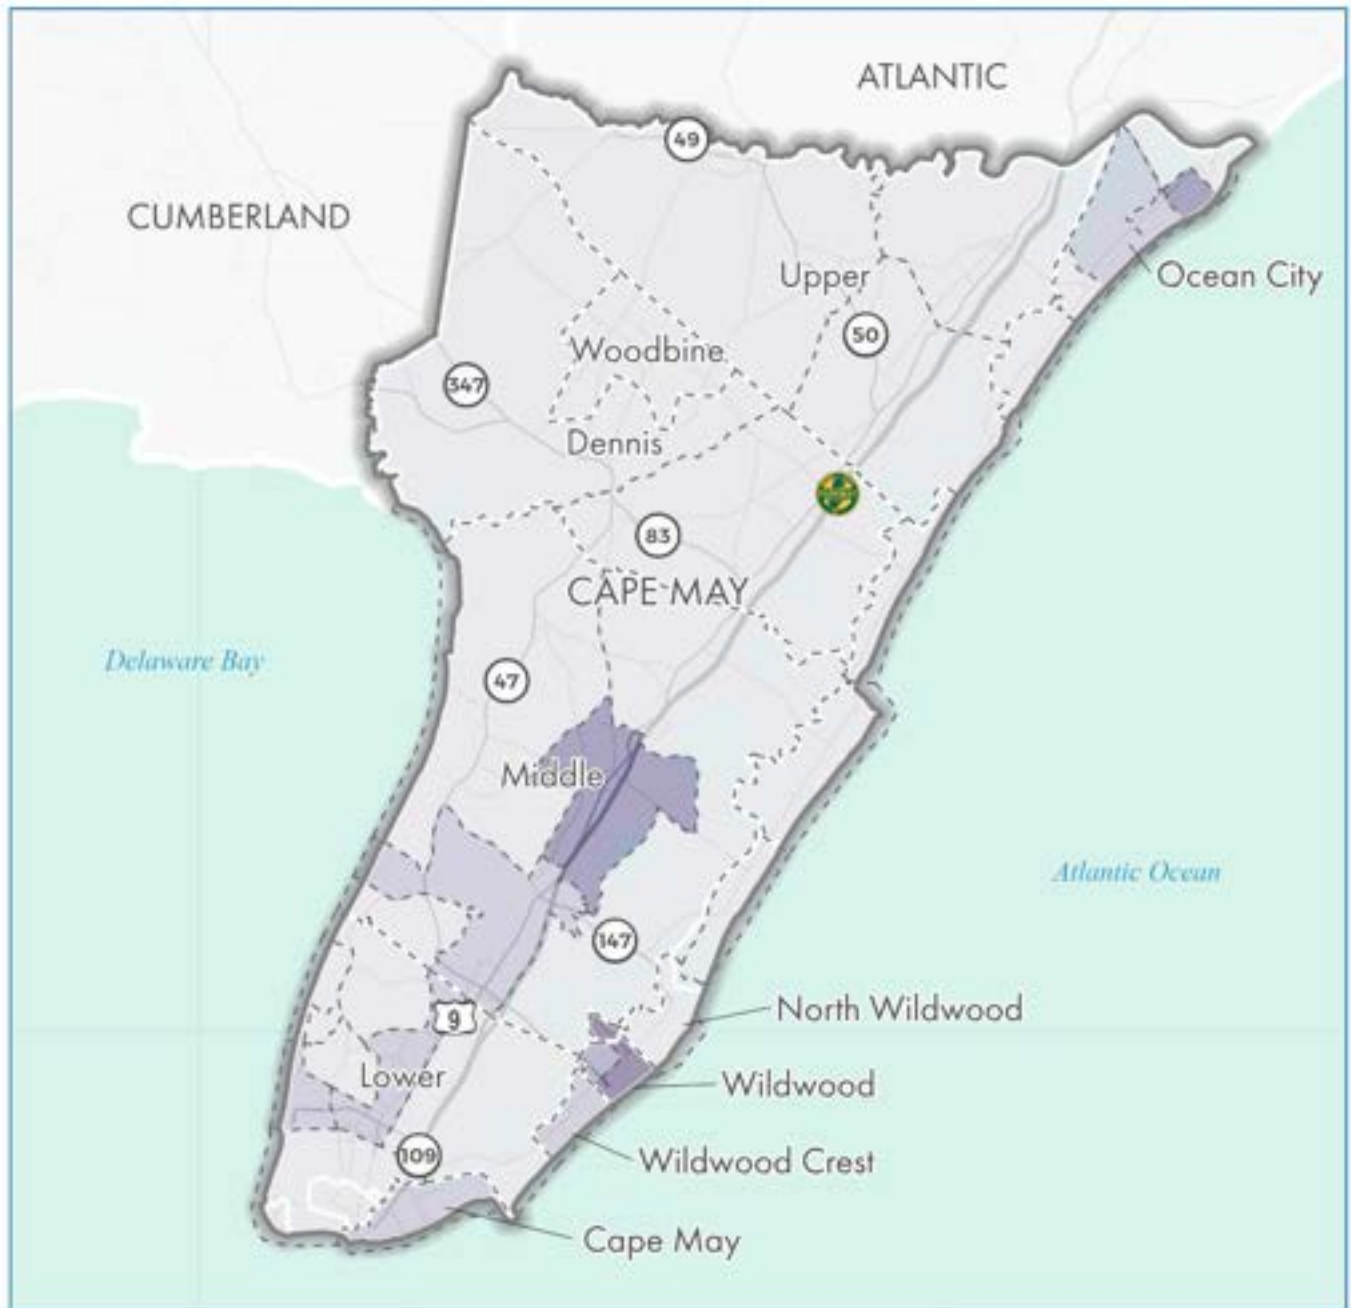 ATLANTIC
49
CUMBERLAND
Upper
Ocean City
50
Woodbine
347
Dennis
83
CAPE MAY
Delaware Bay
47
Middle
Atlantic Ocean
147
North Wildwood
9
Lower
Wildwood
109
Wildwood Crest
Cape May